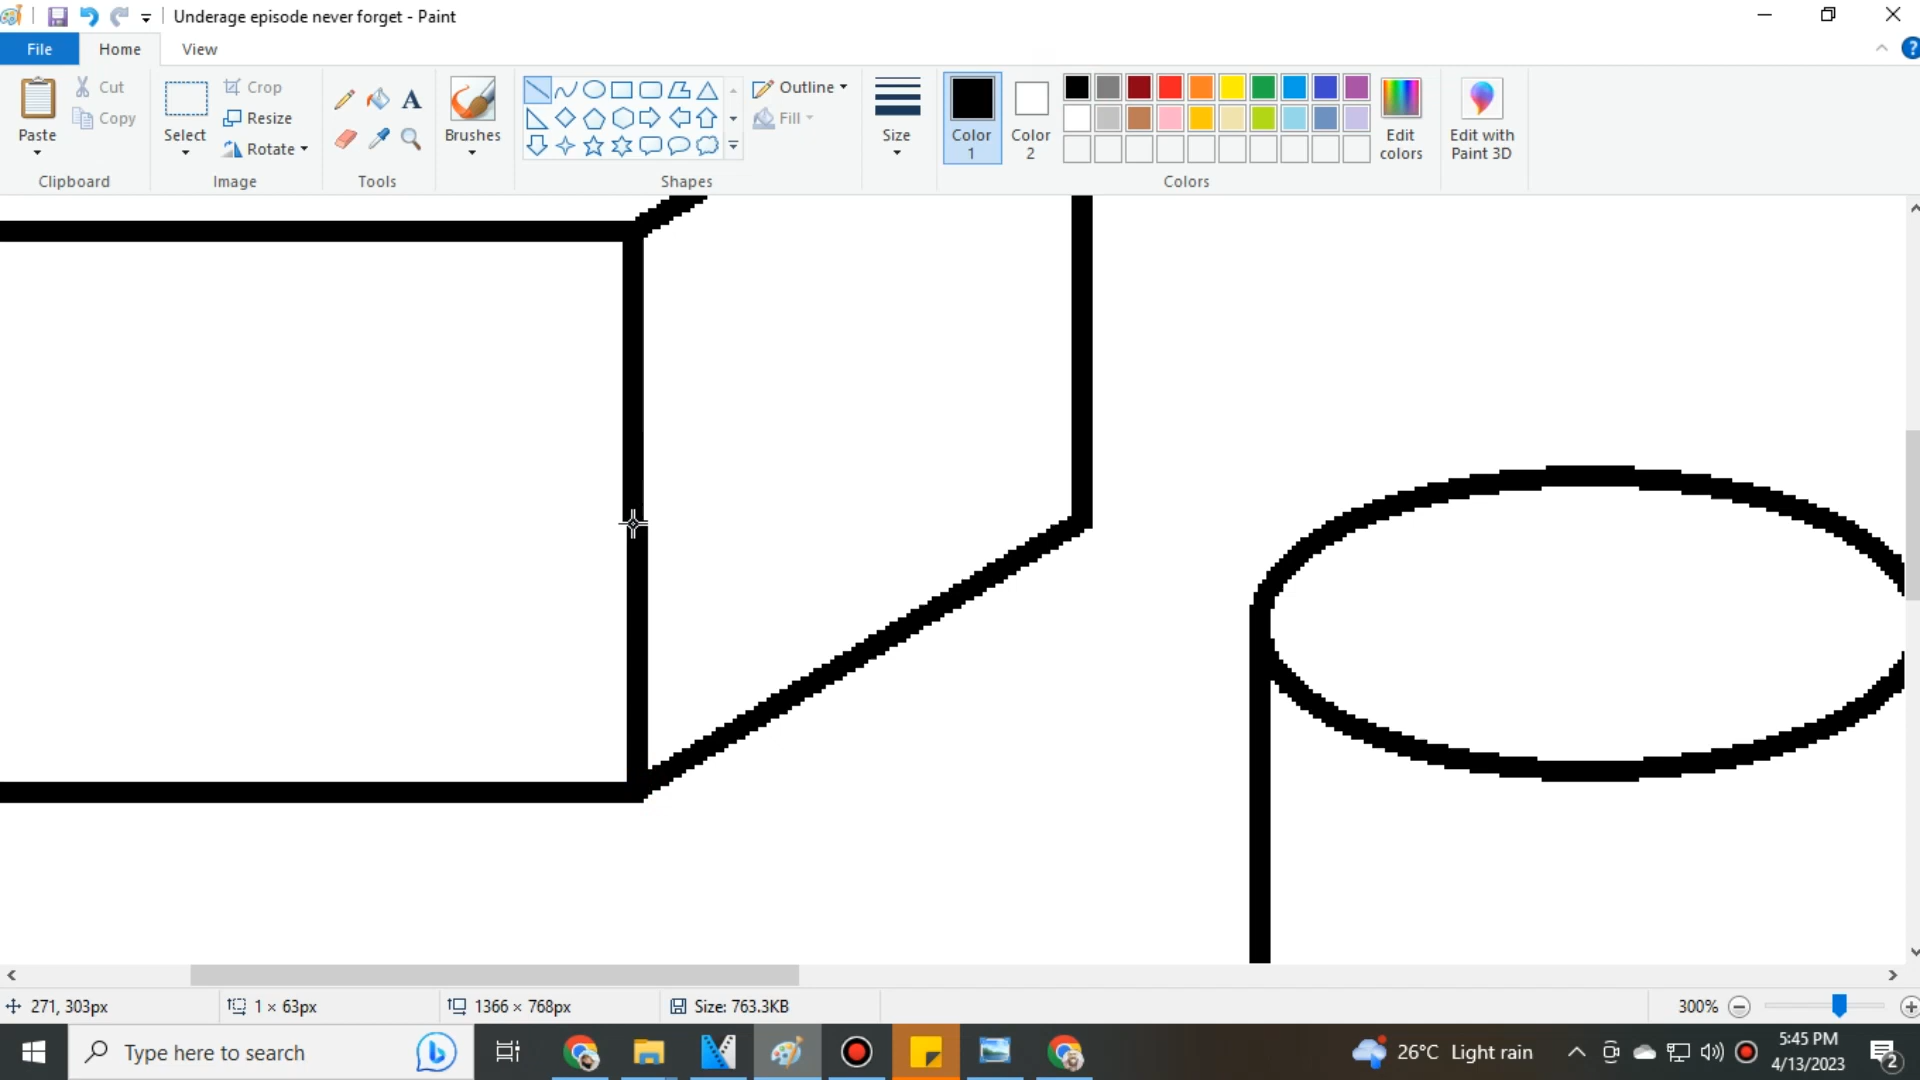 Underage episode never forget - Paint
File Home View
Paste Cut Copy Clipboard
Select Crop Resize Rotate Image
Tools
Brushes
Shapes Outline Fill
Size
Color 1 Color 2 Edit colors Colors
Edit with Paint 3D
271, 303px 1 × 63px 1366 × 768px Size: 763.3KB 300%
Type here to search 26°C Light rain 5:45 PM
4/13/2023 2